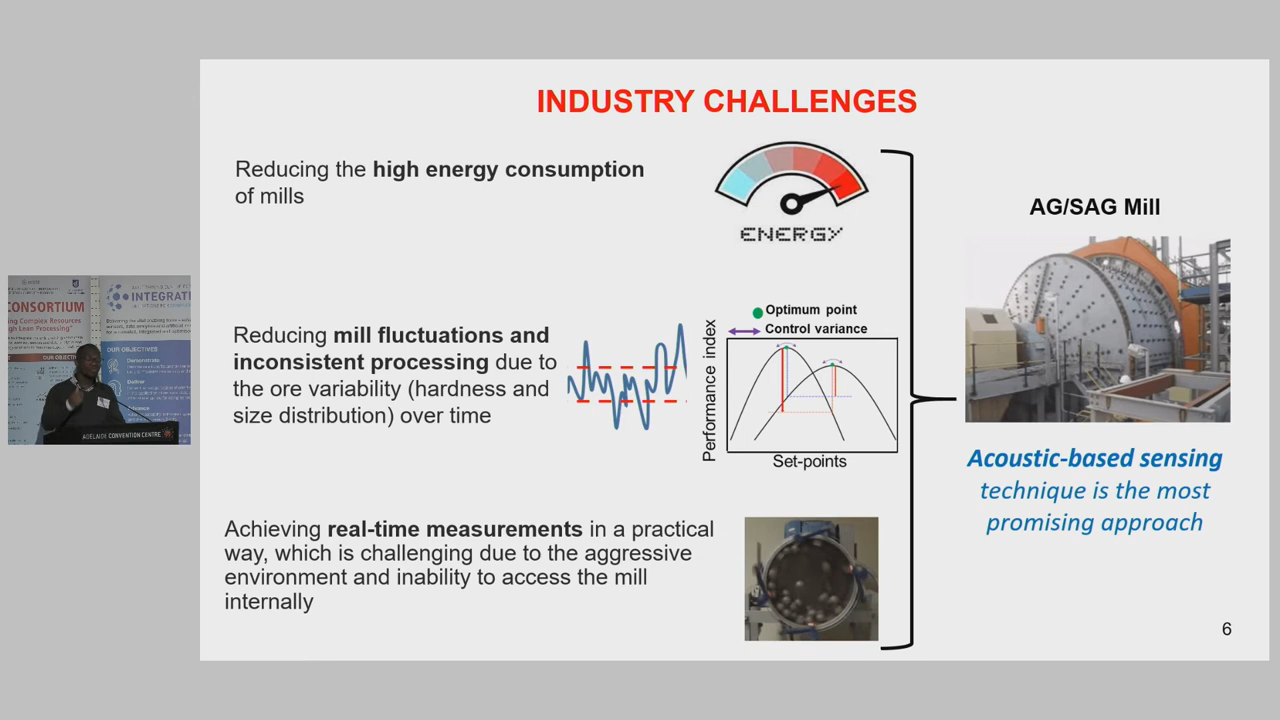 INDUSTRY CHALLENGES
Reducing the high energy consumption
of mills
ENERGY
Reducing mill fluctuations and
inconsistent processing due to
the ore variability (hardness and
size distribution) over time
Optimum point
Control variance
Performance index
Set-points
Achieving real-time measurements in a practical
way, which is challenging due to the aggressive
environment and inability to access the mill
internally
AG/SAG Mill
Acoustic-based sensing
technique is the most
promising approach
6
CONSORTIUM
INTEGRAT
OUR OBJECTIVES
ADELAIDE CONVENTION CENTRE